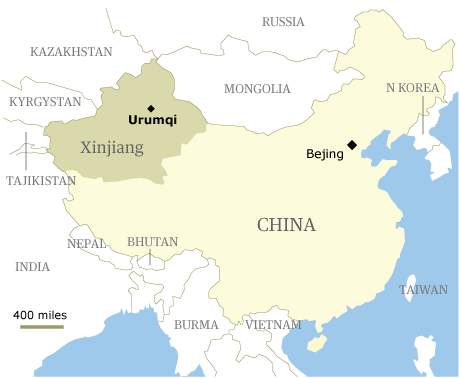 RUSSIA
KAZAKHSTAN
MONGOLIA
N KOREA
KYRGYSTAN
Urumqi
Xinjiang
Bejing
TAJIKISTAN
CHINA
NEPAL
BHUTAN
INDIA
TAIWAN
400 miles
BURMA
VIETNAM